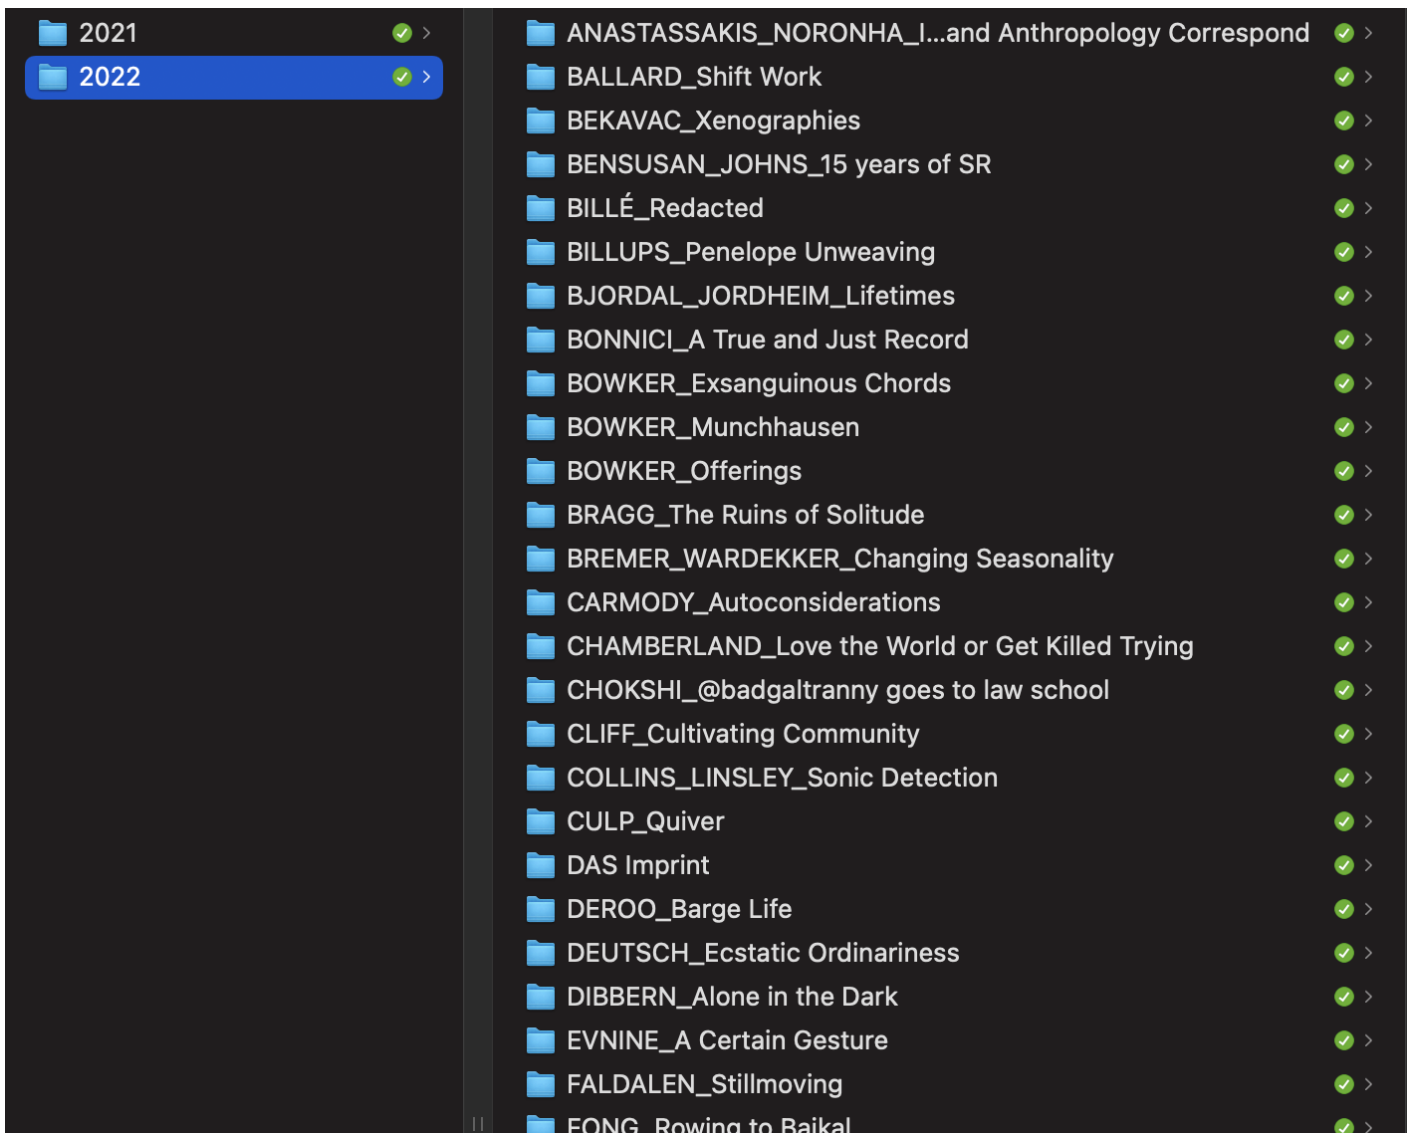 2021
2022
ANASTASSAKIS_NORONHA_I...and Anthropology Correspond
BALLARD_Shift Work
BEKAVAC_Xenographies
BENSUSAN_JOHNS_15 years of SR
BILLÉ_Redacted
BILLUPS_Penelope Unweaving
BJORDAL_JORDHEIM_Lifetimes
BONNICI_A True and Just Record
BOWKER_Exsanguinous Chords
BOWKER_Munchhausen
BOWKER_Offerings
BRAGG_The Ruins of Solitude
BREMER_WARDEKKER_Changing Seasonality
CARMODY_Autoconsiderations
CHAMBERLAND_Love the World or Get Killed Trying
CHOKSHI_@badgaltranny goes to law school
CLIFF_Cultivating Community
COLLINS_LINSLEY_Sonic Detection
CULP_Quiver
DAS Imprint
DEROO_Barge Life
DEUTSCH_Ecstatic Ordinariness
DIBBERN_Alone in the Dark
EVNINE_A Certain Gesture
FALDALEN_Stillmoving
FONG_Rowing to Baikal